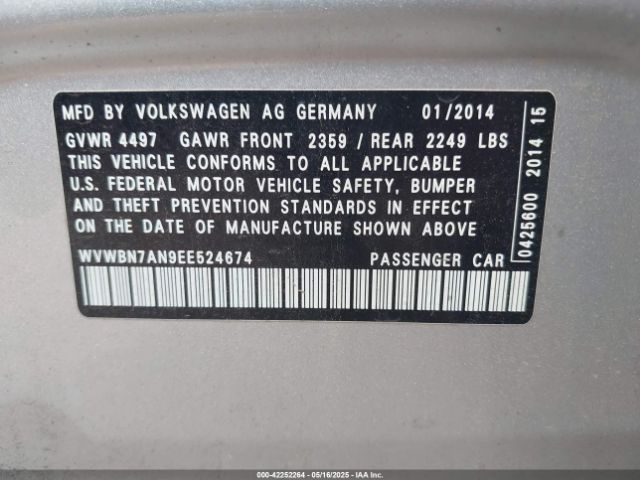 MFD BY VOLKSWAGEN AG GERMANY 01/2014
GVWR 4497 GAWR FRONT 2359 / REAR 2249 LBS
THIS VEHICLE CONFORMS TO ALL APPLICABLE
U.S. FEDERAL MOTOR VEHICLE SAFETY, BUMPER
AND THEFT PREVENTION STANDARDS IN EFFECT
ON THE DATE OF MANUFACTURE SHOWN ABOVE
WVWBN7AN9EE524674 PASSENGER CAR
0425600 2014 15
000-42252264 - 05/16/2025 - IAA Inc.